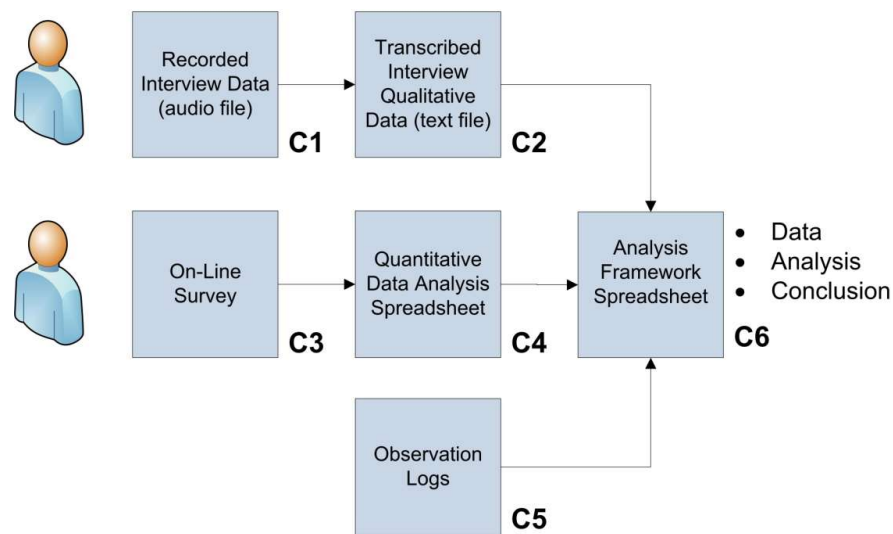 Recorded
Interview Data
(audio file)
C1
Transcribed
Interview
Qualitative
Data (text file)
C2
On-Line
Survey
C3
Quantitative
Data Analysis
Spreadsheet
C4
Analysis
Framework
Spreadsheet
C6
• Data
• Analysis
• Conclusion
Observation
Logs
C5